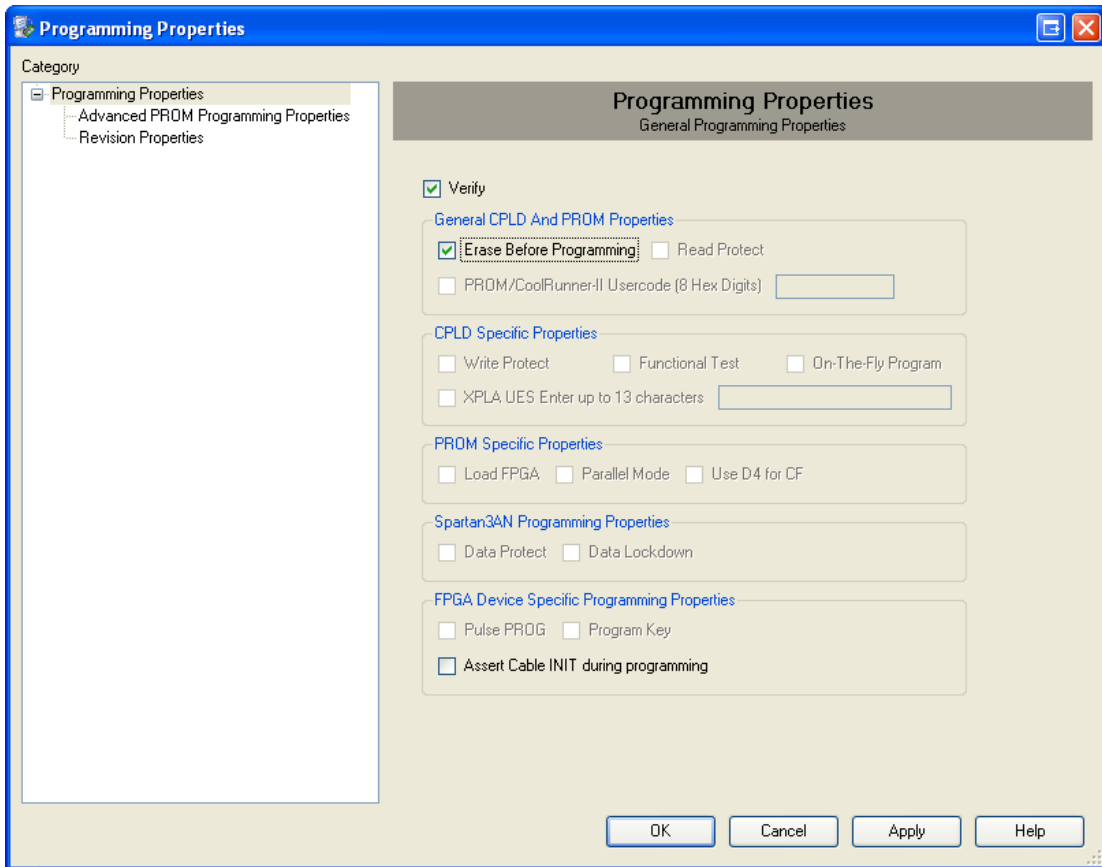 Programming Properties
Category
Programming Properties
Advanced PROM Programming Properties
Revision Properties
Programming Properties
General Programming Properties
Verify
General CPLD And PROM Properties
Erase Before Programming Read Protect
PROM/CoolRunner-II Usercode (8 Hex Digits)
CPLD Specific Properties
Write Protect Functional Test On-The-Fly Program
XPLA UES Enter up to 13 characters
PROM Specific Properties
Load FPGA Parallel Mode Use D4 for CF
Spartan3AN Programming Properties
Data Protect Data Lockdown
FPGA Device Specific Programming Properties
Pulse PROG Program Key
Assert Cable INIT during programming
OK Cancel Apply Help